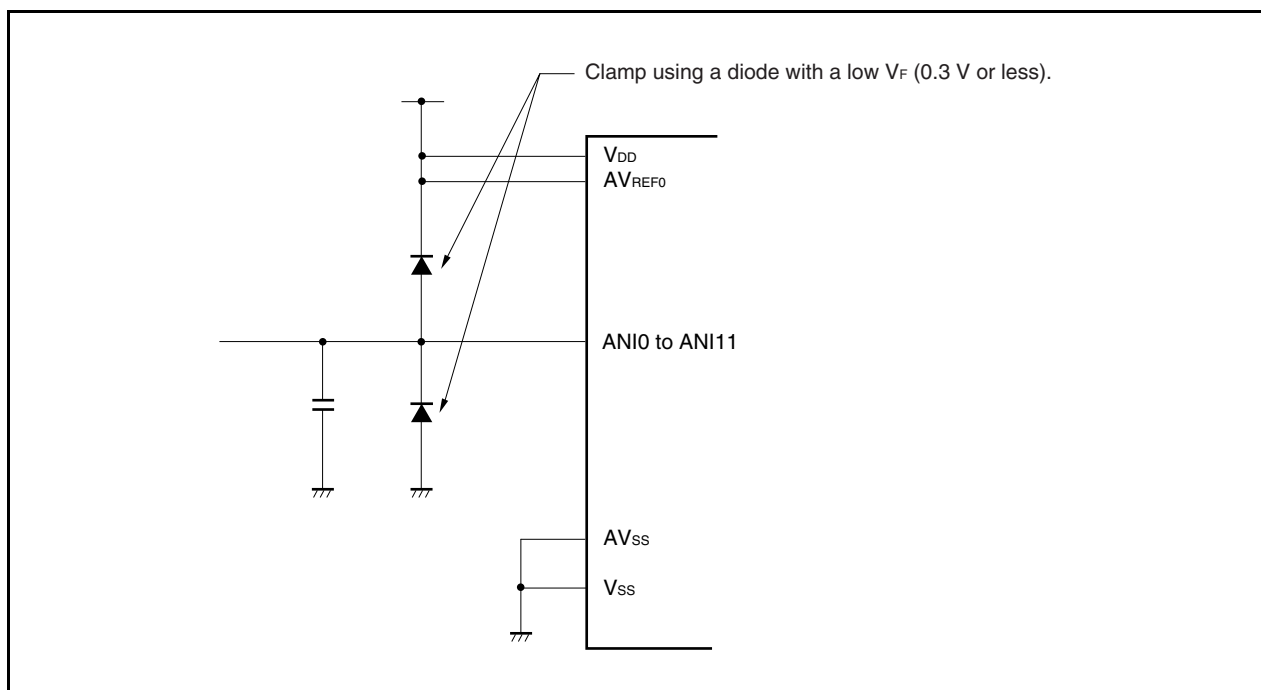 Clamp using a diode with a low VF (0.3 V or less).
VDD
AVREF0
ANI0 to ANI11
AVSS
VSS